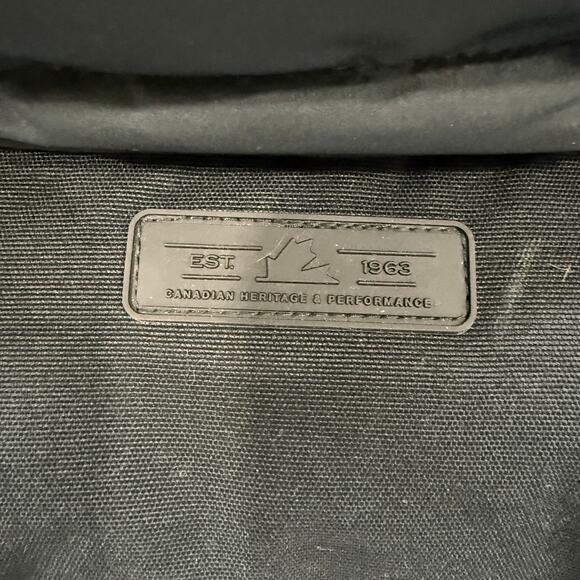 EST. 1963
CANADIAN HERITAGE & PERFORMANCE